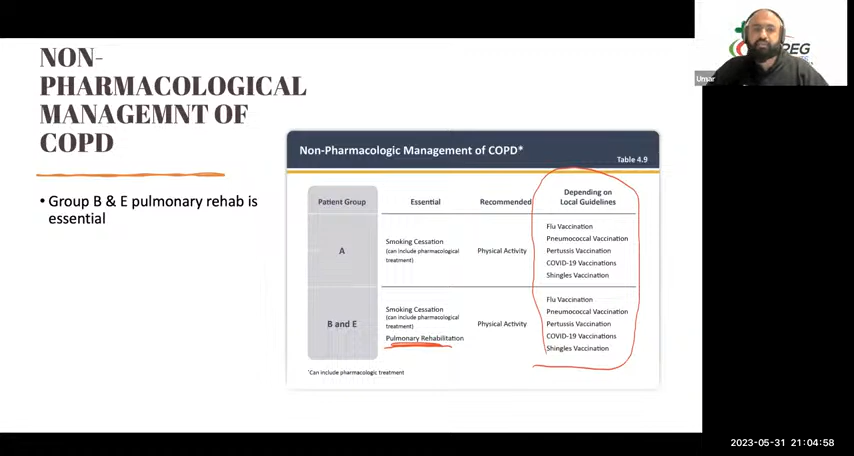 NON-
PHARMACOLOGICAL
MANAGEMNT OF
COPD
• Group B & E pulmonary rehab is
essential
Non-Pharmacologic Management of COPD*
Table 4.9
Patient Group
Essential
Recommended
Depending on
Local Guidelines
A
Smoking Cessation
(can include pharmacological
treatment)
Physical Activity
Flu Vaccination
Pneumococcal Vaccination
Pertussis Vaccination
COVID-19 Vaccinations
Shingles Vaccination
B and E
Smoking Cessation
(can include pharmacological
treatment)
Pulmonary Rehabilitation
Physical Activity
Flu Vaccination
Pneumococcal Vaccination
Pertussis Vaccination
COVID-19 Vaccinations
Shingles Vaccination
*Can include pharmacologic treatment
Umar
2023-05-31 21:04:58